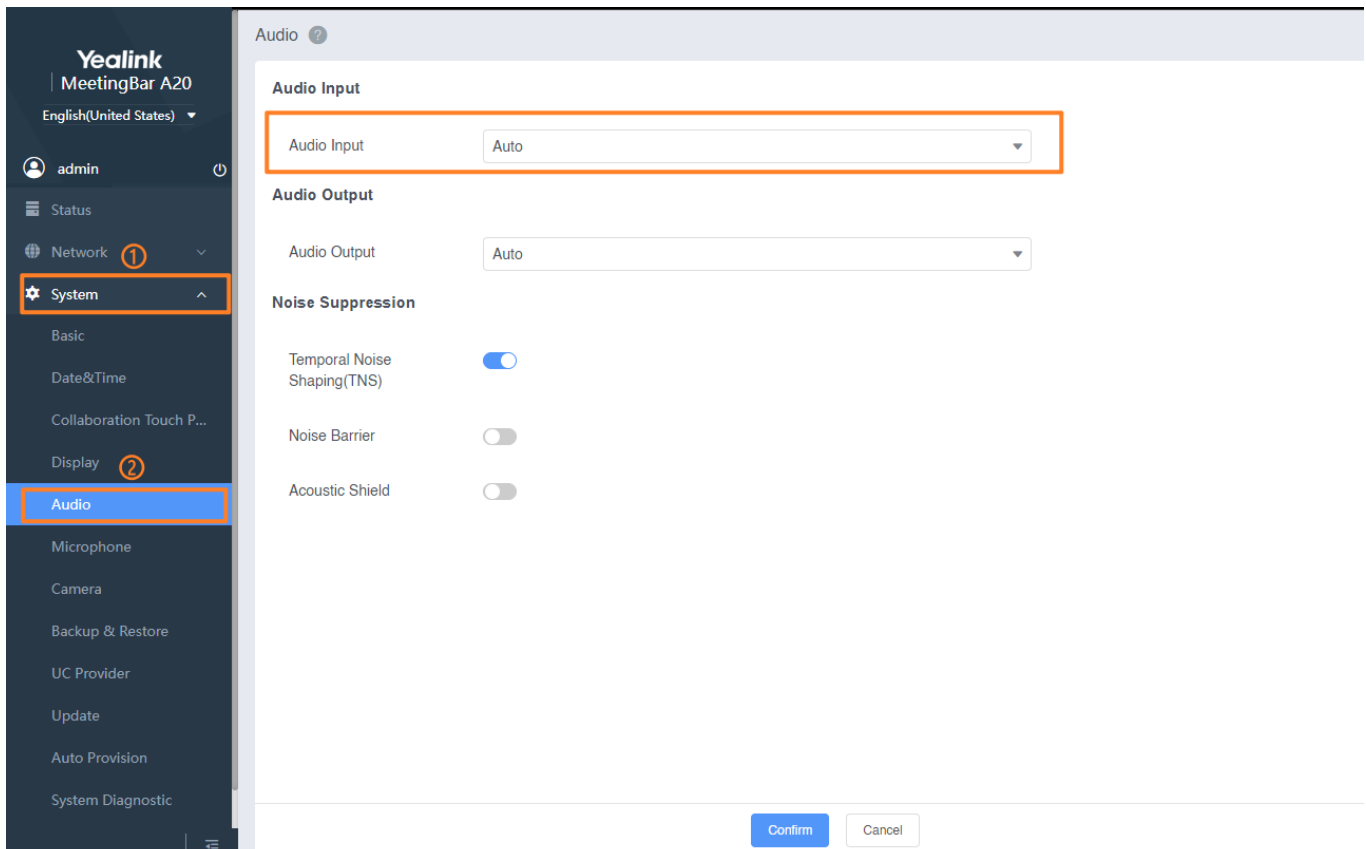 Yealink
MeetingBar A20
English(United States)
admin
Status
Network ①
System
Basic
Date&Time
Collaboration Touch P...
Display ②
Audio
Microphone
Camera
Backup & Restore
UC Provider
Update
Auto Provision
System Diagnostic
Audio ?
Audio Input
Audio Input Auto
Audio Output
Audio Output Auto
Noise Suppression
Temporal Noise
Shaping(TNS)
Noise Barrier
Acoustic Shield
Confirm Cancel